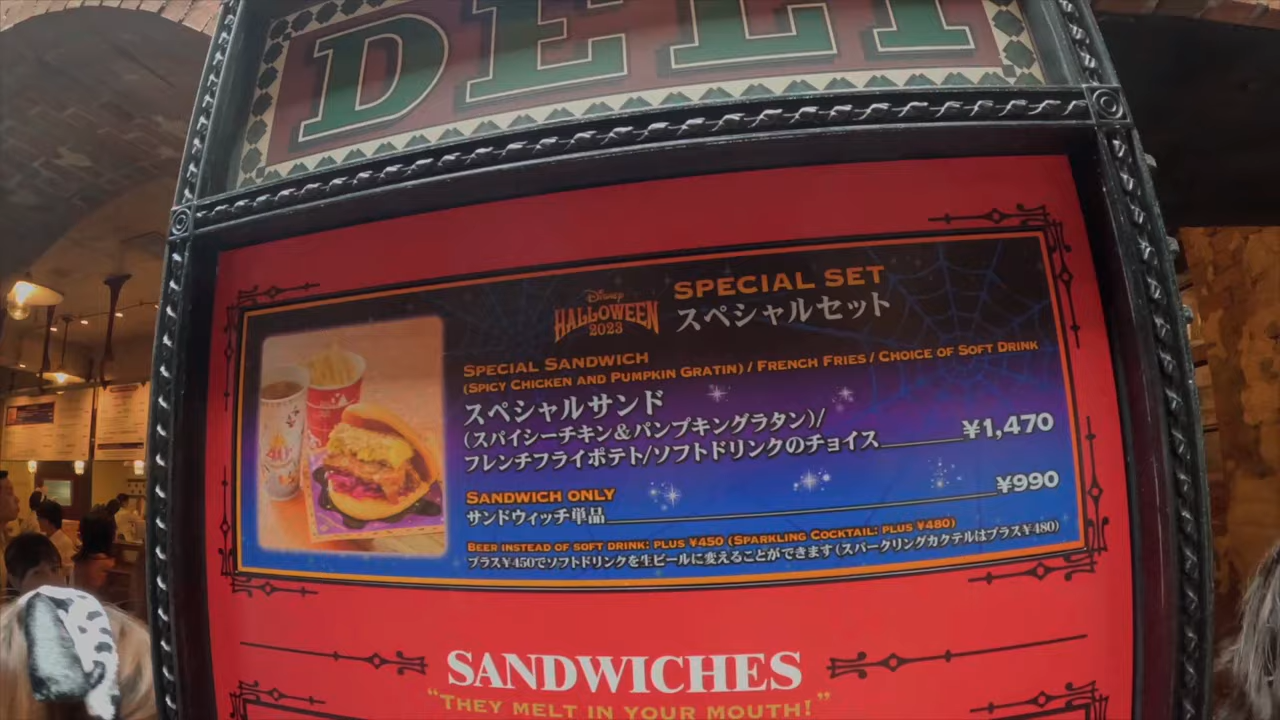 DELI
Disney
HALLOWEEN
2023
SPECIAL SET
スペシャルセット
SPECIAL SANDWICH
(SPICY CHICKEN AND PUMPKIN GRATIN) / FRENCH FRIES / CHOICE OF SOFT DRINK
スペシャルサンド
(スパイシーチキン&パンプキングラタン)/
フレンチフライポテト/ソフトドリンクのチョイス ¥1,470
SANDWICH ONLY
サンドウィッチ単品 ¥990
BEER INSTEAD OF SOFT DRINK: PLUS ¥450 (SPARKLING COCKTAIL: PLUS ¥480)
プラス¥450でソフトドリンクを生ビールに変えることができます(スパークリングカクテルはプラス¥480)
SANDWICHES
"THEY MELT IN YOUR MOUTH!"